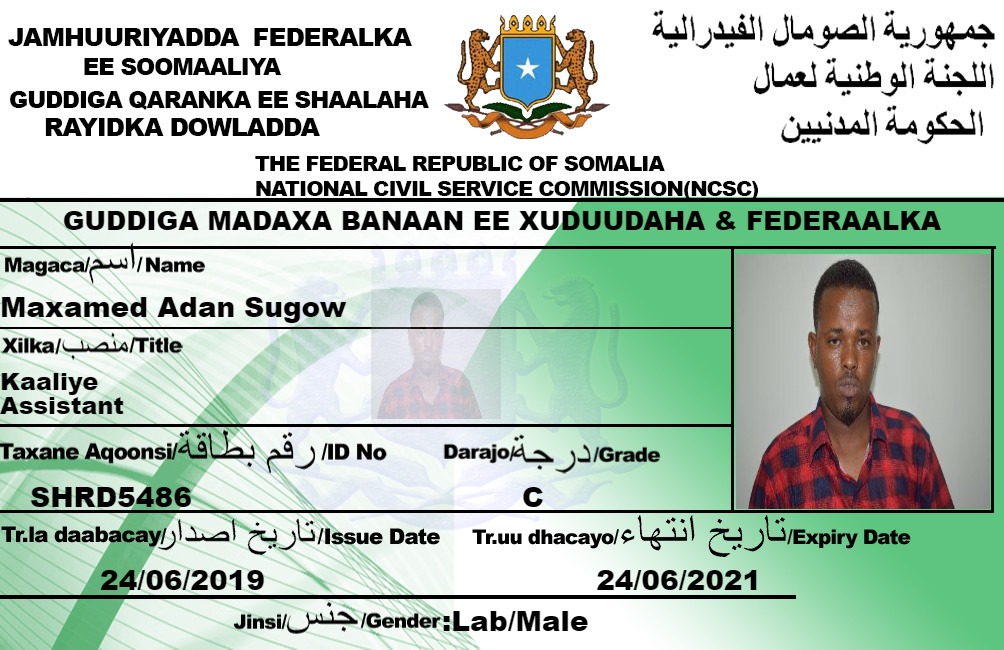 JAMHUURIYADDA FEDERALKA
EE SOOMAALIYA
GUDDIGA QARANKA EE SHAALAHA
RAYIDKA DOWLADDA
جمهورية الصومال الفيدرالية
اللجنة الوطنية لعمال
الحكومة المدنيين
THE FEDERAL REPUBLIC OF SOMALIA
NATIONAL CIVIL SERVICE COMMISSION(NCSC)
GUDDIGA MADAXA BANAAN EE XUDUUDAHA & FEDERAALKA
Magaca/اسم/Name
Maxamed Adan Sugow
Xilka/منصب/Title
Kaaliye
Assistant
Taxane Aqoonsi/رقم بطاقة/ID No
SHRD5486
Darajo/درجة/Grade
C
Tr.la daabacay/تاريخ اصدار/Issue Date
24/06/2019
Tr.uu dhacayo/تاريخ انتهاء/Expiry Date
24/06/2021
Jinsi/جنس/Gender:Lab/Male